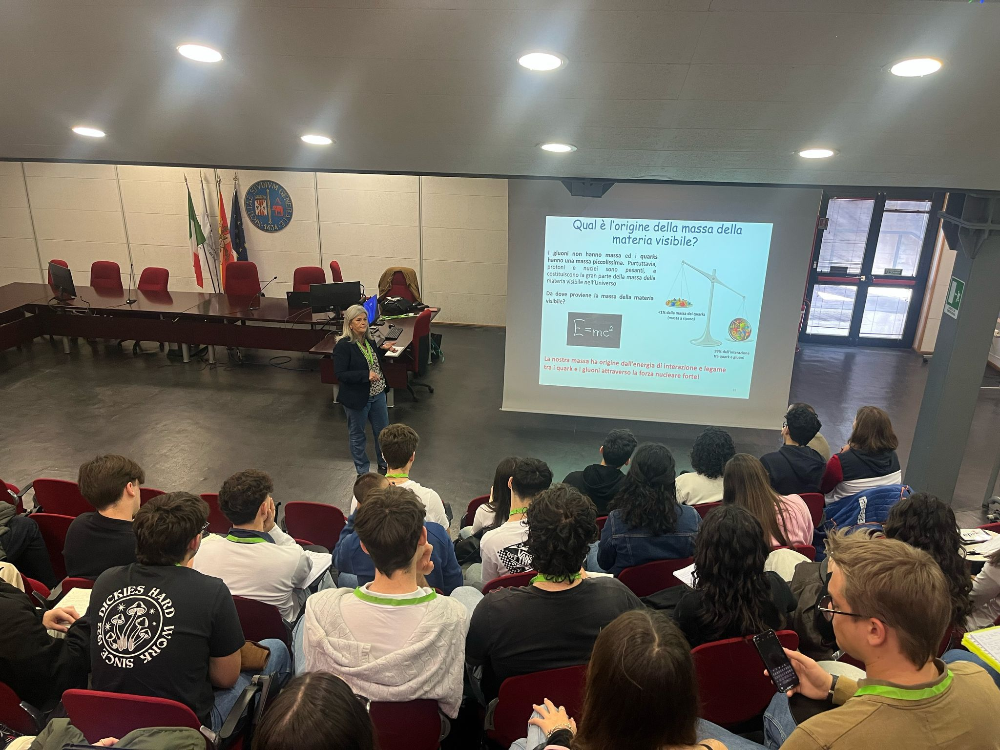 SICILIAE STVDIVM GENERALE
1434
Qual è l'origine della massa della
materia visibile?
I gluoni non hanno massa ed i quarks
hanno una massa piccolissima. Purtuttavia,
protoni e nuclei sono pesanti, e
costituiscono la gran parte della massa della
materia visibile nell'Universo
Da dove proviene la massa della materia
visibile?
E=mc²
<1% dalla massa dei quarks
(massa a riposo)
99% dall'interazione
tra quark e gluoni
La nostra massa ha origine dall'energia di interazione e legame
tra i quark e i gluoni attraverso la forza nucleare forte!
"OFF
VANS
THE
DICKIES HARD WORK SINCE 1922